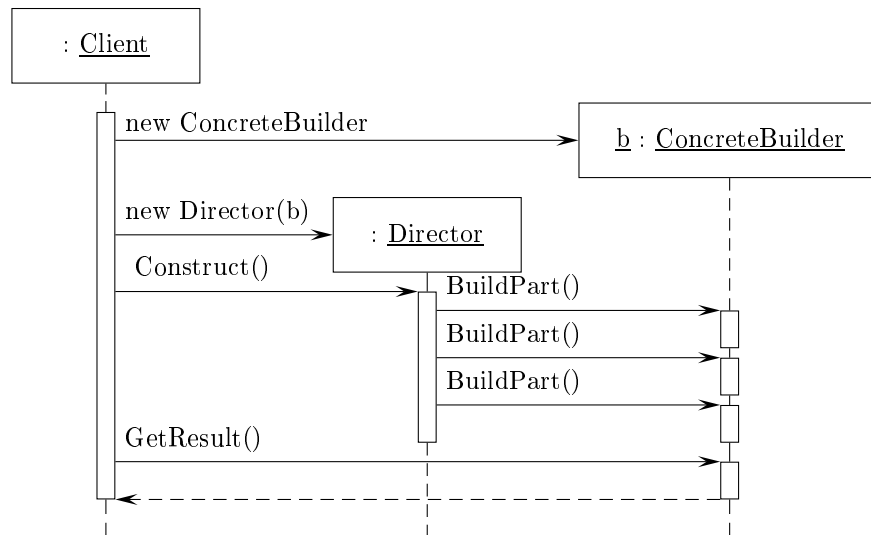 : Client
new ConcreteBuilder
b : ConcreteBuilder
new Director(b)
: Director
Construct()
BuildPart()
BuildPart()
BuildPart()
GetResult()